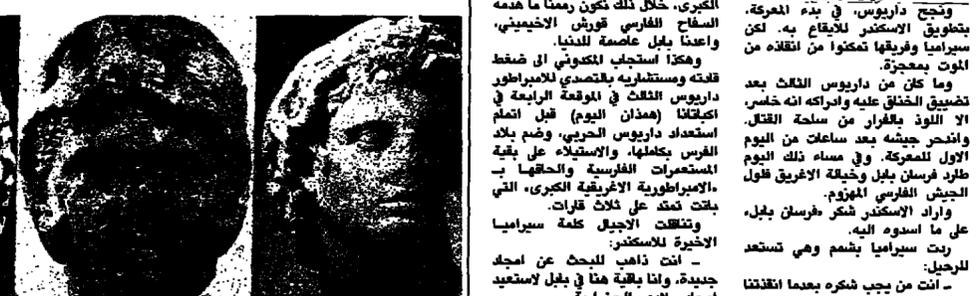 ونجح داريوس، في بدء المعركة،
بتطويق الاسكندر للايقاع به. لكن
سيراميا وفريقها تمكنوا من انقاذه من
الموت بمعجزة.
وما كان من داريوس الثالث بعد
تضييق الخناق عليه وادراكه انه خاسر،
الا اللوذ بالفرار من ساحة القتال.
واندحر جيشه بعد ساعات من اليوم
الاول للمعركة. وفي مساء ذلك اليوم
طارد فرسان بابل وخيالة الاغريق فلول
الجيش الفارسي المهزوم.
واراد الاسكندر شكر «فرسان بابل»
على ما اسدوه اليه.
ردت سيراميا بشمم وهي تستعد
للرحيل:
ـ انت من يجب شكره بعدما انقذتنا
الكبرى، خلال ذلك نكون رممنا ما هدمه
السفاح الفارسي قورش الاخيميني،
واعدنا بابل عاصمة للدنيا.
وهكذا استجاب المكدوني الى ضغط
قادته ومستشاريه بالتصدي للامبراطور
داريوس الثالث في الموقعة الرابعة في
اكباتانا (همذان اليوم) قبل اتمام
استعداد داريوس الحربي، وضم بلاد
الفرس بكاملها، والاستيلاء على بقية
المستعمرات الفارسية والحاقها بـ
«الامبراطورية الاغريقية الكبرى» التي
باتت تمتد على ثلاث قارات.
وتناقلت الاجيال كلمة سيراميا
الاخيرة للاسكندر:
ـ انت ذاهب للبحث عن امجاد
جديدة، وانا باقية هنا في بابل لاستعيد